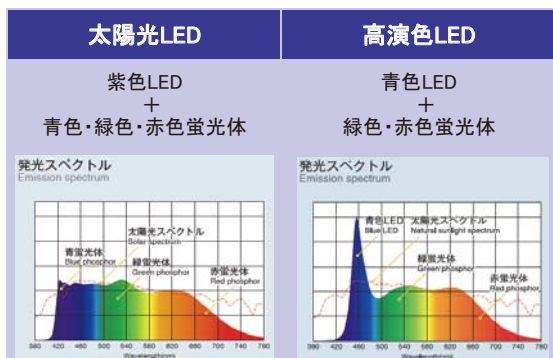 太陽光LED
紫色LED
+
青色・緑色・赤色蛍光体
発光スペクトル
Emission spectrum
太陽光スペクトル
Solar spectrum
青蛍光体
Blue phosphor
緑蛍光体
Green phosphor
赤蛍光体
Red phosphor
380 420 460 500 540 580 620 660 700 740 780
Wavelength(nm)
高演色LED
青色LED
+
緑色・赤色蛍光体
発光スペクトル
Emission spectrum
青色LED
Blue LED
太陽光スペクトル
Natural sunlight spectrum
緑蛍光体
Green phosphor
赤蛍光体
Red phosphor
380 420 460 500 540 580 620 660 700 740 780
Wavelength(nm)